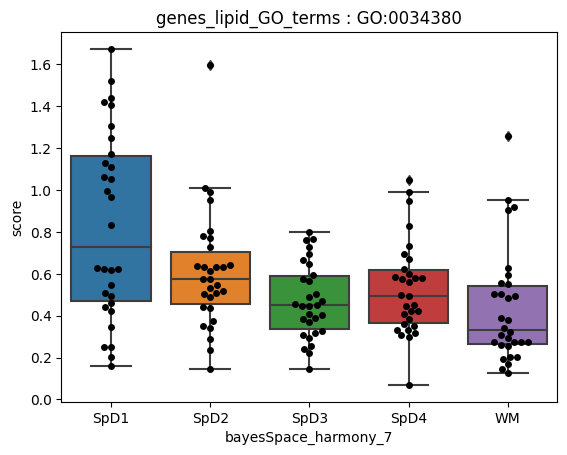 genes_lipid_GO_terms : GO:0034380
score
1.6
1.4
1.2
1.0
0.8
0.6
0.4
0.2
0.0
SpD1 SpD2 SpD3 SpD4 WM
bayesSpace_harmony_7